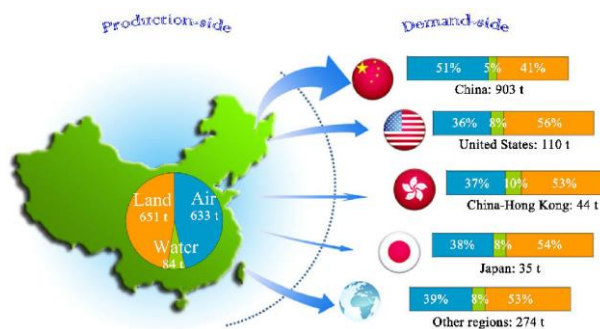 Production-side
Demand-side
51% 5% 41%
China: 903 t
36% 8% 56%
United States: 110 t
37% 10% 53%
China-Hong Kong: 44 t
38% 8% 54%
Japan: 35 t
39% 8% 53%
Other regions: 274 t
Land Air
651 t 633 t
Water
84 t